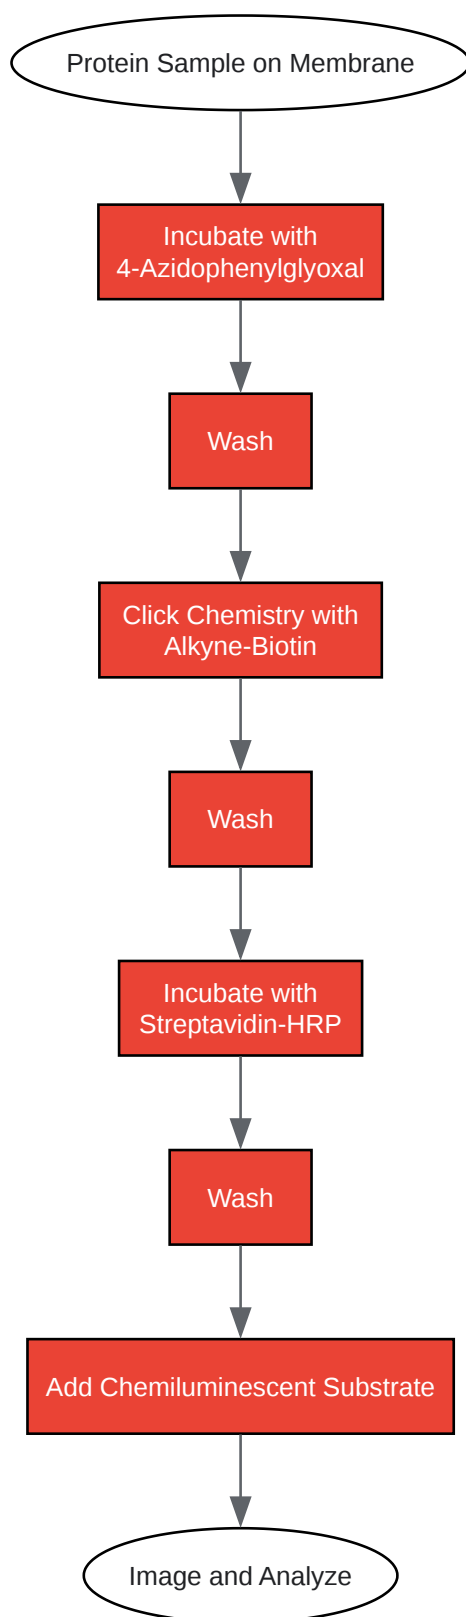 Protein Sample on Membrane
Incubate with
4-Azidophenylglyoxal
Wash
Click Chemistry with
Alkyne-Biotin
Wash
Incubate with
Streptavidin-HRP
Wash
Add Chemiluminescent Substrate
Image and Analyze